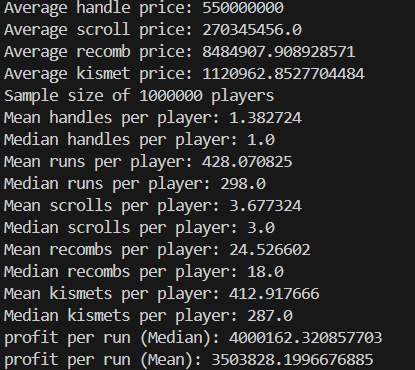 Average handle price: 550000000
Average scroll price: 270345456.0
Average recomb price: 8484907.908928571
Average kismet price: 1120962.8527704484
Sample size of 1000000 players
Mean handles per player: 1.382724
Median handles per player: 1.0
Mean runs per player: 428.070825
Median runs per player: 298.0
Mean scrolls per player: 3.677324
Median scrolls per player: 3.0
Mean recombs per player: 24.526602
Median recombs per player: 18.0
Mean kismets per player: 412.917666
Median kismets per player: 287.0
profit per run (Median): 4000162.320857703
profit per run (Mean): 3503828.1996676885